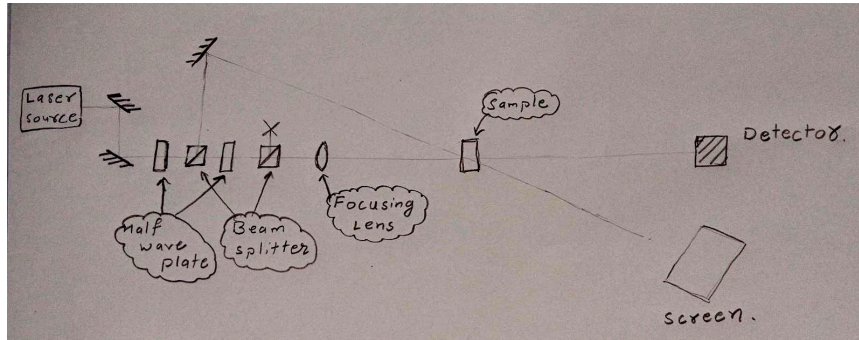 Laser
source
Sample
Detector.
Half
wave
plate
Beam
splitter
Focusing
Lens
Screen.